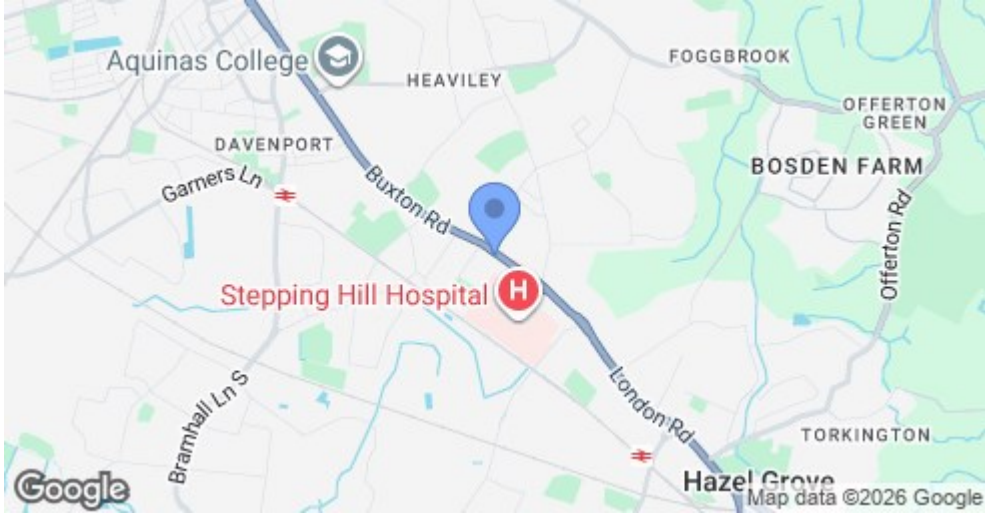 Aquinas College
HEAVILEY
FOGGBROOK
OFFERTON
GREEN
DAVENPORT
BOSDEN FARM
Garners Ln
Buxton Rd
Offerton Rd
Stepping Hill Hospital
H
London Rd
Bramhall Ln S
TORKINGTON
Hazel Grove
Google
Map data ©2026 Google